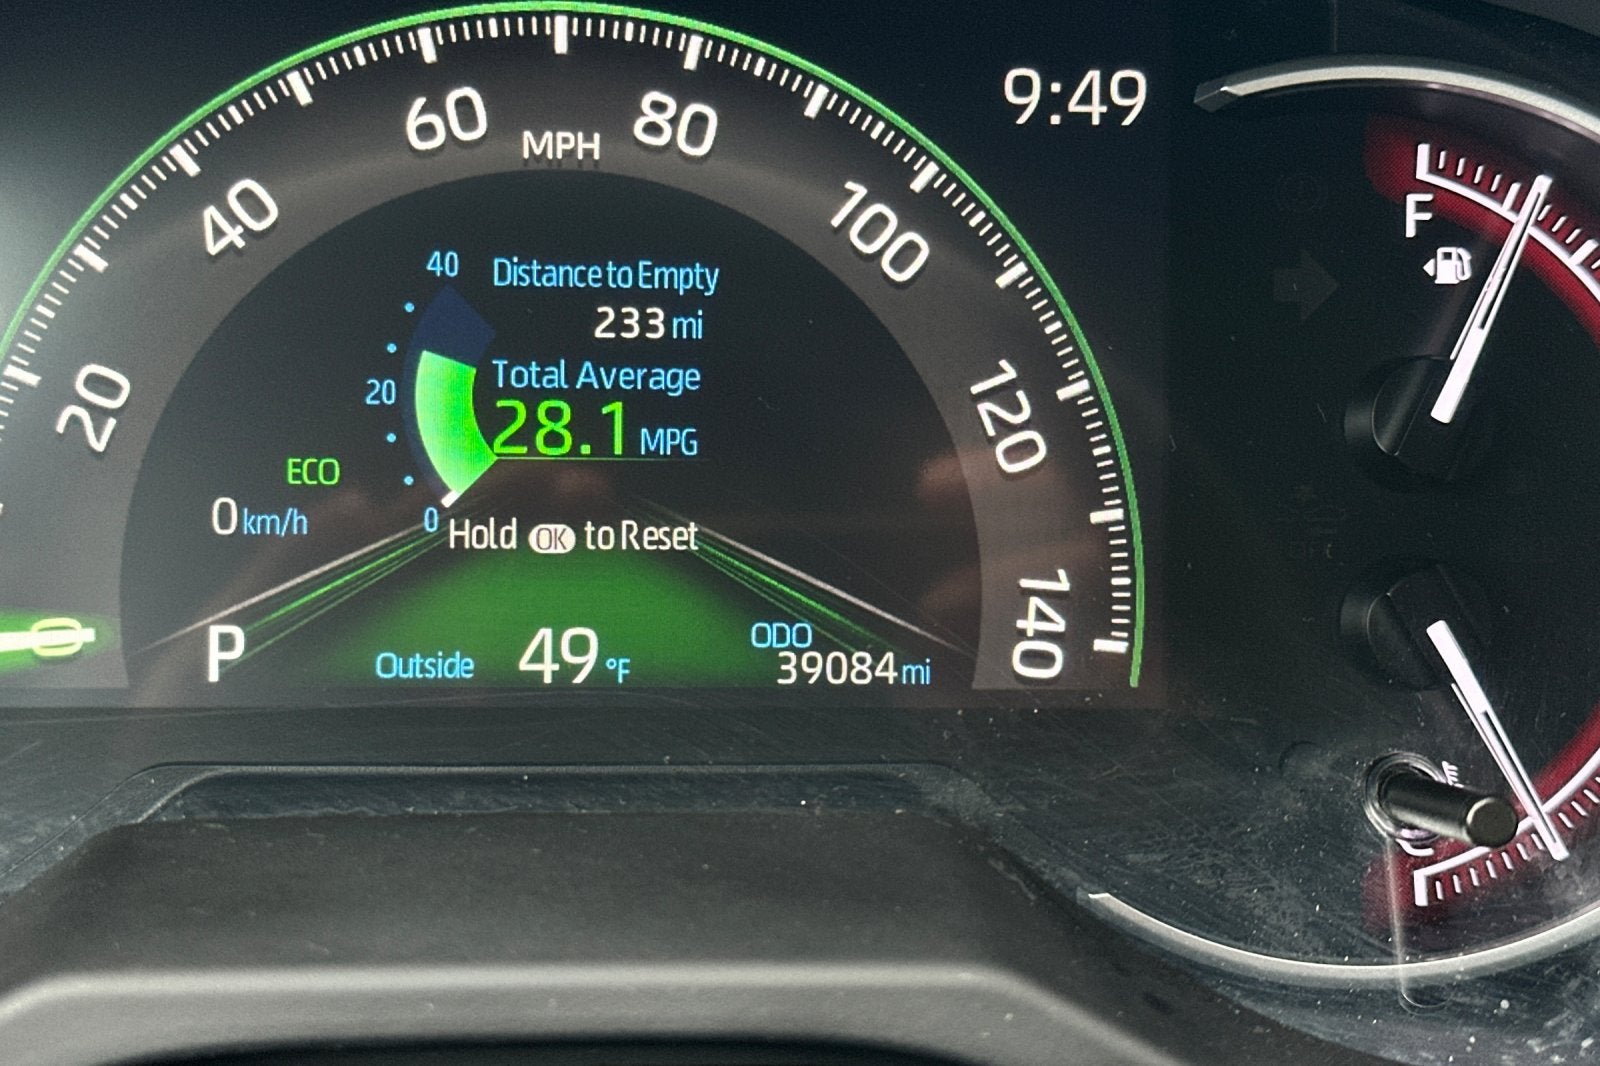 9:49
60
MPH
80
40
100
20
120
140
0
F
40
20
0
Distance to Empty
233 mi
Total Average
28.1 MPG
ECO
0 km/h
Hold OK to Reset
P
Outside 49 °F
ODO
39084 mi